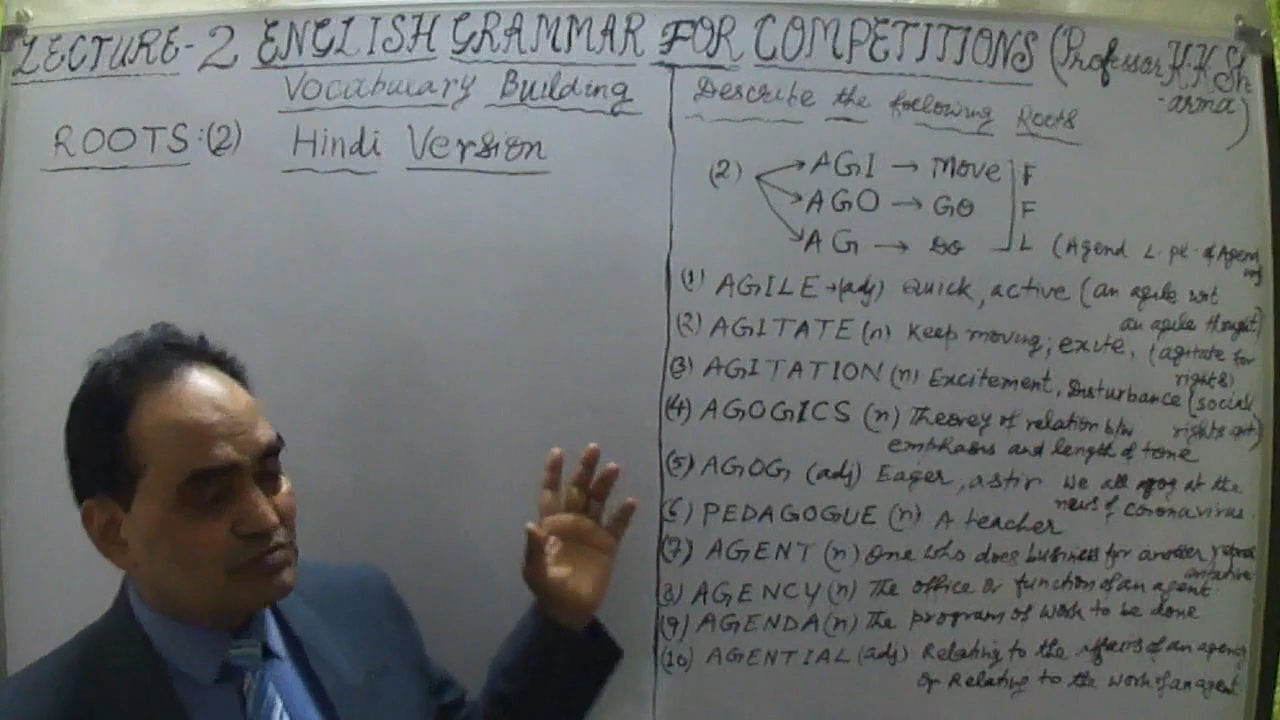 LECTURE-2 ENGLISH GRAMMAR FOR COMPETITIONS (Professor K K Sh
arma)
Vocabulary Building
ROOTS:(2) Hindi Version
Describe the following Roots
(2) AGI → Move F
AGO → GO F
AG → DO L (Agend L. pt.
(1) AGILE →(adj) Quick, active (an agile
an agile thought)
(2) AGITATE (n) Keep moving; exite, (agitate for
rights)
(3) AGITATION (n) Excitement, Disturbance (social
rights
(4) AGOGICS (n) Theorey of relation b/w
emphasis and length of tone
(5) AGOG (adj) Eager, astir We all agog at the
news of coronavirus.
(6) PEDAGOGUE (n) A teacher
(7) AGENT (n) One who does business for another,
(8) AGENCY (n) The office or function of an agent.
(9) AGENDA (n) The program of work to be done
(10) AGENTIAL (adj) Relating to the affairs of an agency
or Relating to the work of an agent